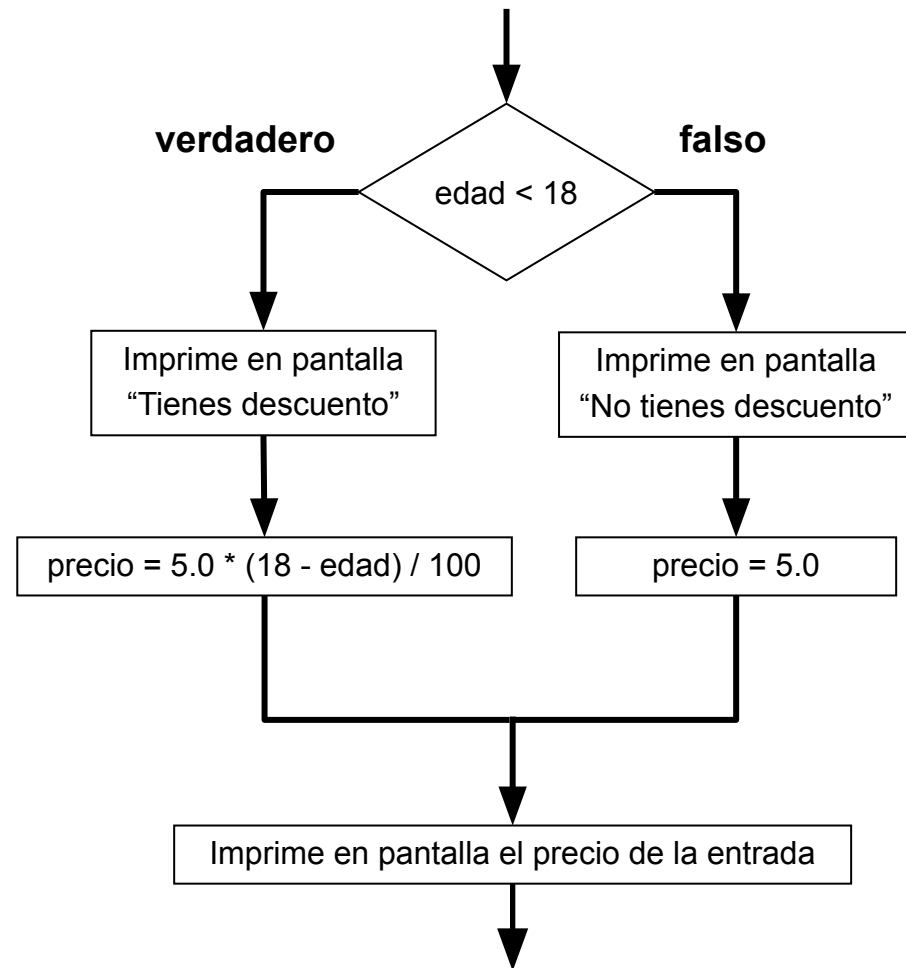 verdadero
falso
edad < 18
Imprime en pantalla
“Tienes descuento”
Imprime en pantalla
“No tienes descuento”
precio = 5.0 * (18 - edad) / 100
precio = 5.0
Imprime en pantalla el precio de la entrada